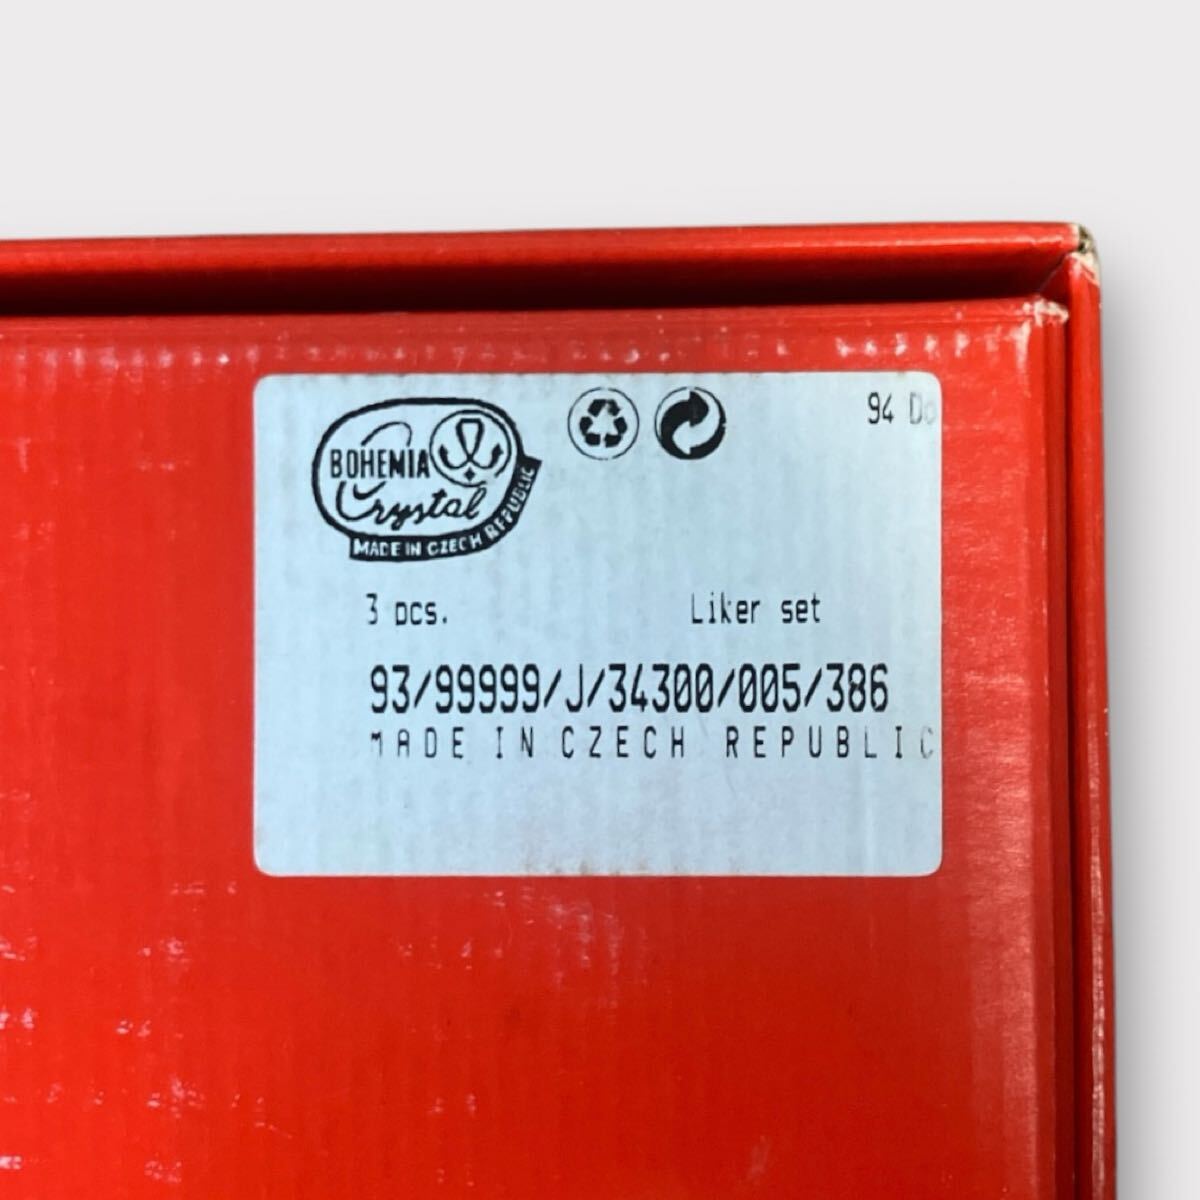 94
BOHEMIA
Crystal
MADE IN CZECH REPUBLIC
3 pcs.
Liker set
93/99999/J/34300/005/386
MADE IN CZECH REPUBLIC